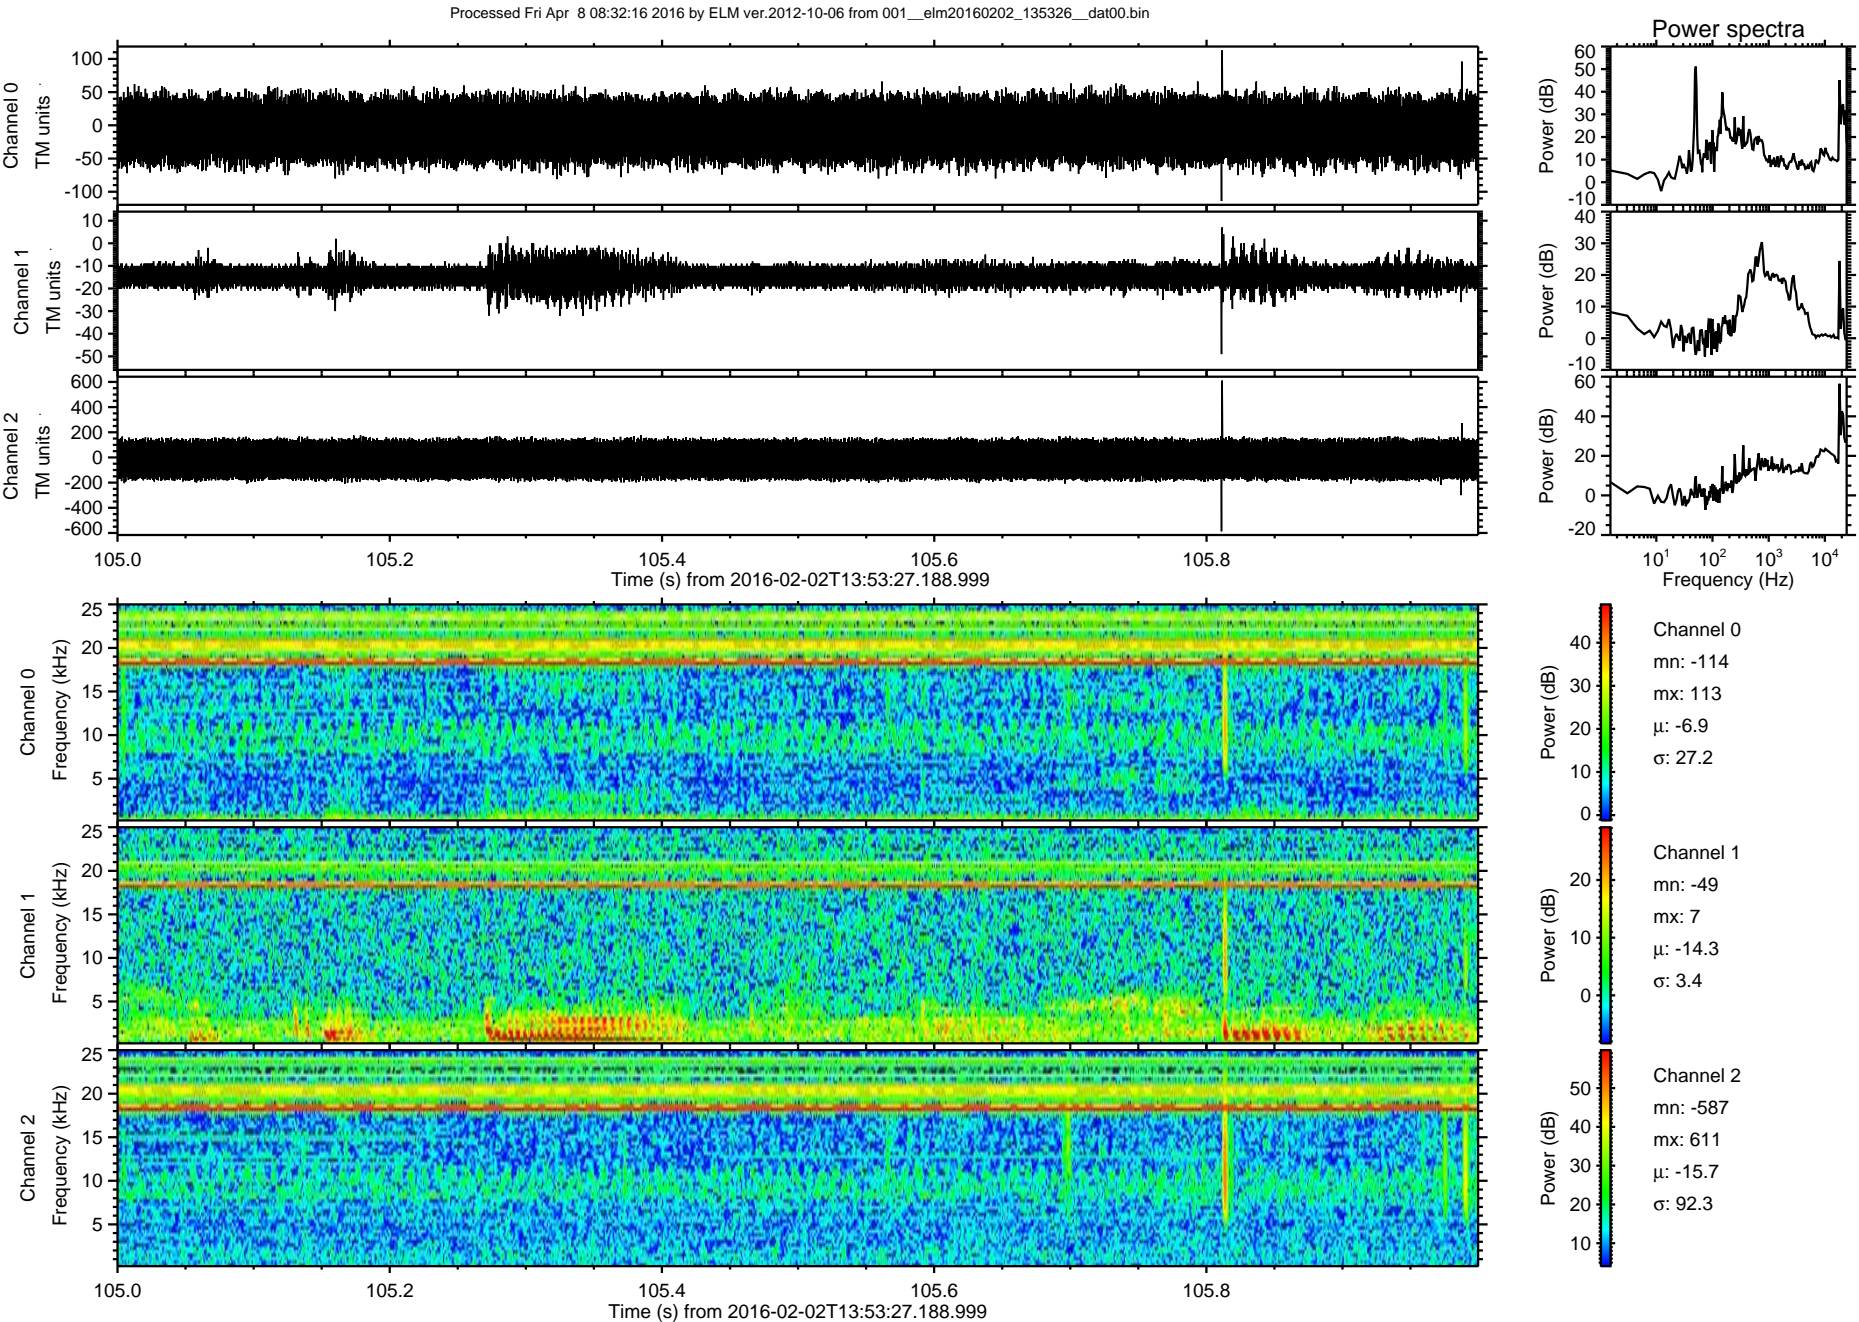 Processed Fri Apr  8 08:32:16 2016 by ELM ver.2012-10-06 from 001__elm20160202_135326__dat00.bin
Power spectra
Channel 0
TM units
100
50
0
-50
-100
Power (dB)
60
50
40
30
20
10
0
-10
Channel 1
TM units
10
0
-10
-20
-30
-40
-50
Power (dB)
40
30
20
10
0
-10
Channel 2
TM units
600
400
200
0
-200
-400
-600
Power (dB)
60
40
20
0
-20
105.0 105.2 105.4 105.6 105.8
Time (s) from 2016-02-02T13:53:27.188.999
10^1 10^2 10^3 10^4
Frequency (Hz)
Channel 0
Frequency (kHz)
25
20
15
10
5
Power (dB)
40
30
20
10
0
Channel 0
mn: -114
mx: 113
µ: -6.9
σ: 27.2
Channel 1
Frequency (kHz)
25
20
15
10
5
Power (dB)
20
10
0
Channel 1
mn: -49
mx: 7
µ: -14.3
σ: 3.4
Channel 2
Frequency (kHz)
25
20
15
10
5
Power (dB)
50
40
30
20
10
Channel 2
mn: -587
mx: 611
µ: -15.7
σ: 92.3
105.0 105.2 105.4 105.6 105.8
Time (s) from 2016-02-02T13:53:27.188.999